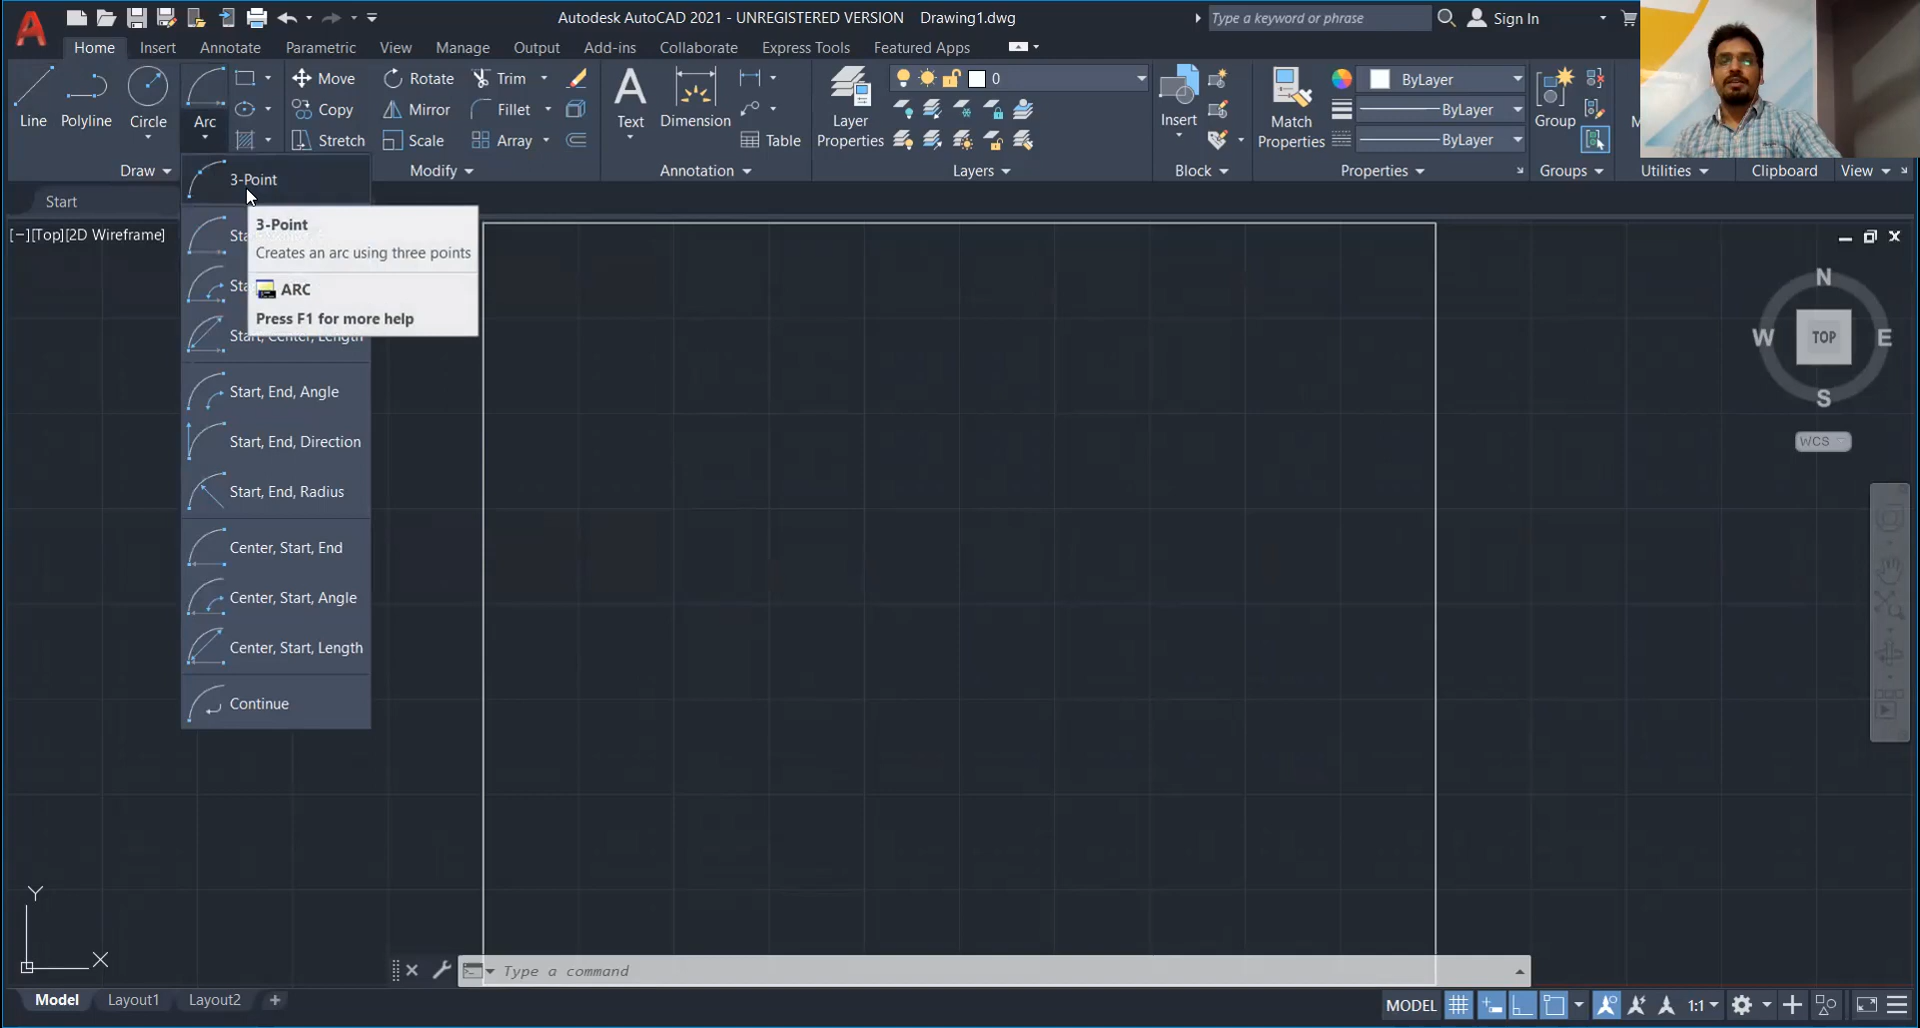 Autodesk AutoCAD 2021 - UNREGISTERED VERSION Drawing1.dwg
Type a keyword or phrase
Sign In
Home Insert Annotate Parametric View Manage Output Add-ins Collaborate Express Tools Featured Apps
Line
Polyline
Circle
Arc
Move
Rotate
Trim
Copy
Mirror
Fillet
Stretch
Scale
Array
Text
Dimension
Table
Layer
Properties
0
Insert
Match
Properties
ByLayer
ByLayer
ByLayer
Group
Draw
Modify
Annotation
Layers
Block
Properties
Groups
Utilities
Clipboard
View
Start
[−][Top][2D Wireframe]
3-Point
3-Point
Creates an arc using three points
ARC
Press F1 for more help
Start, Center, Length
Start, End, Angle
Start, End, Direction
Start, End, Radius
Center, Start, End
Center, Start, Angle
Center, Start, Length
Continue
N
W
TOP
E
S
WCS
Y
X
Type a command
Model
Layout1
Layout2
MODEL
1:1